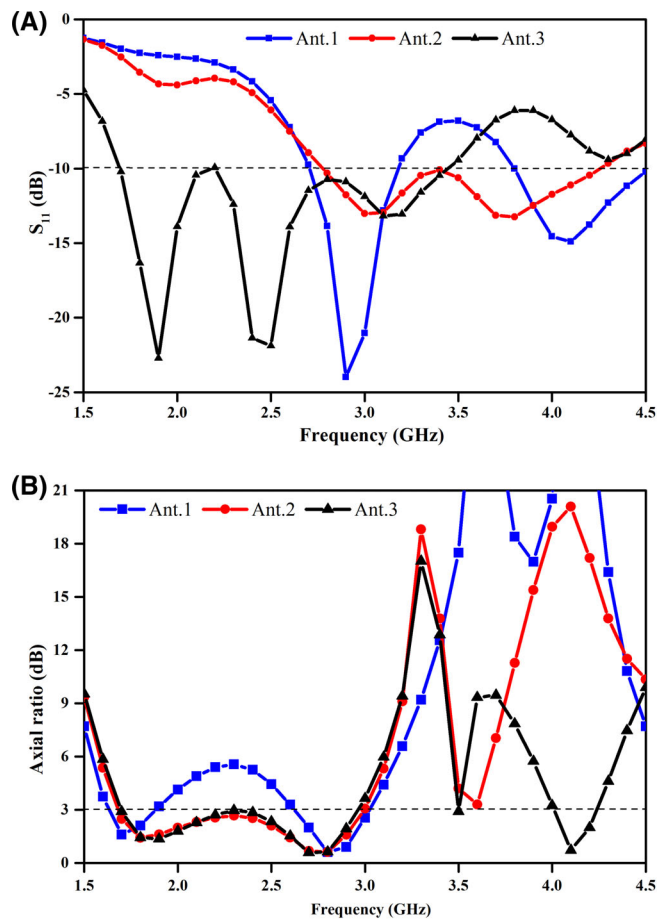 (A)
Ant.1 Ant.2 Ant.3
0
-5
-10
-15
-20
-25
S11 (dB)
1.5 2.0 2.5 3.0 3.5 4.0 4.5
Frequency (GHz)
(B)
Ant.1 Ant.2 Ant.3
21
18
15
12
9
6
3
0
Axial ratio (dB)
1.5 2.0 2.5 3.0 3.5 4.0 4.5
Frequency (GHz)